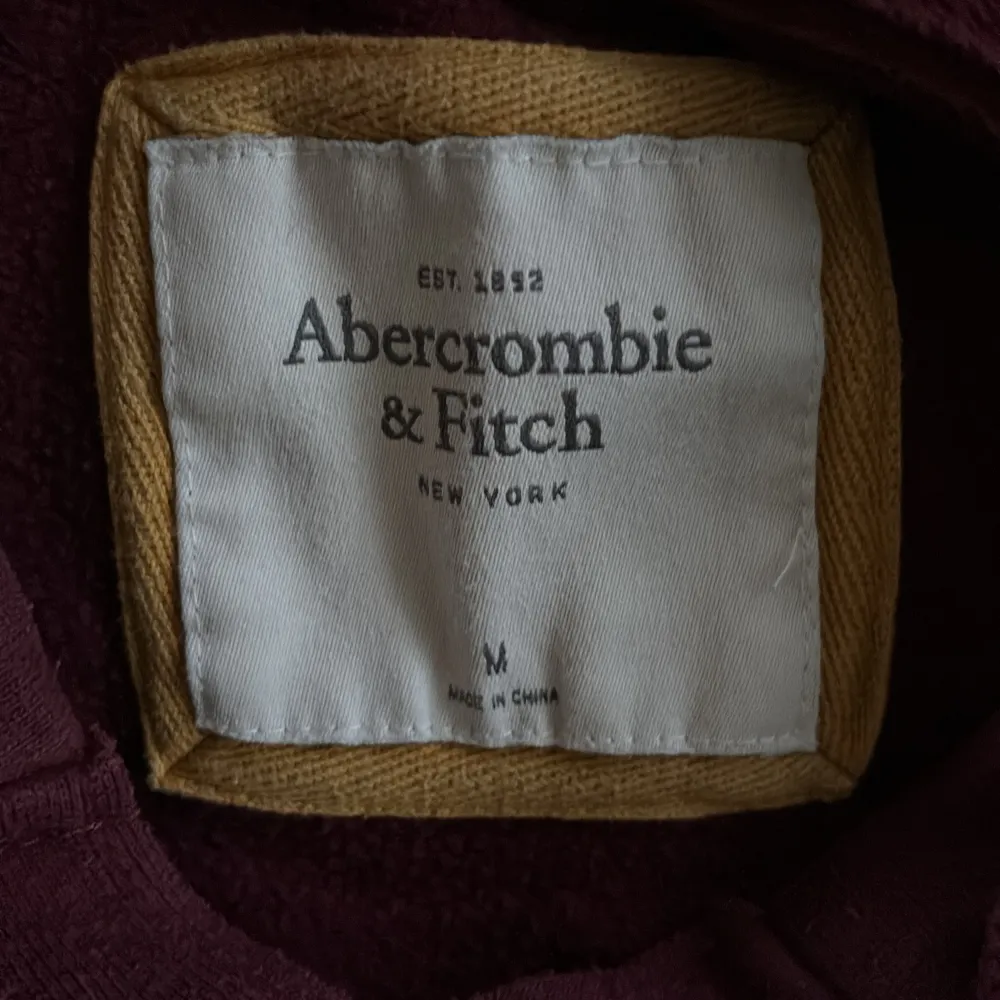 EST. 1892
Abercrombie
& Fitch
NEW YORK
M
MADE IN CHINA